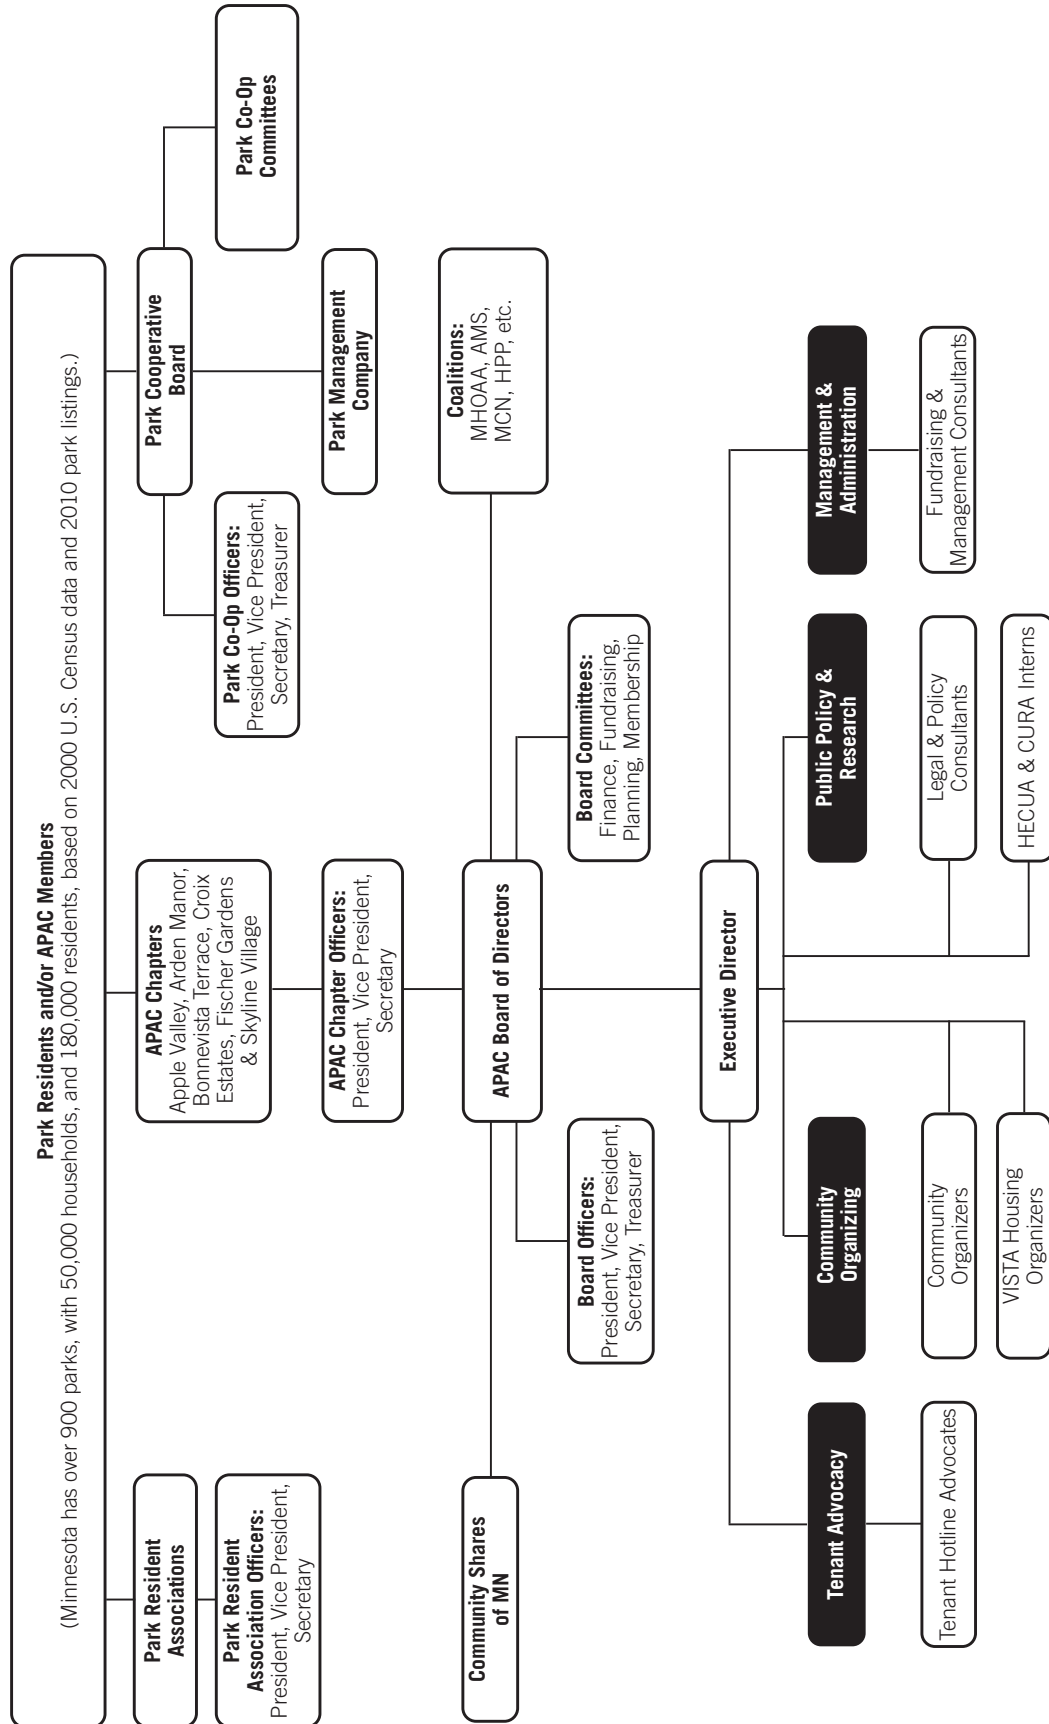 Park Residents and/or APAC Members
(Minnesota has over 900 parks, with 50,000 households, and 180,000 residents, based on 2000 U.S. Census data and 2010 park listings.)
Park Resident
Associations
Park Resident
Association Officers:
President, Vice President,
Secretary
APAC Chapters
Apple Valley, Arden Manor,
Bonnevista Terrace, Croix
Estates, Fischer Gardens
& Skyline Village
APAC Chapter Officers:
President, Vice President,
Secretary
Park Cooperative
Board
Park Co-Op Officers:
President, Vice President,
Secretary, Treasurer
Park Co-Op
Committees
Park Management
Company
Community Shares
of MN
APAC Board of Directors
Coalitions:
MHOAA, AMS,
MCN, HPP, etc.
Board Officers:
President, Vice President,
Secretary, Treasurer
Board Committees:
Finance, Fundraising,
Planning, Membership
Executive Director
Tenant Advocacy
Tenant Hotline Advocates
Community
Organizing
Community
Organizers
VISTA Housing
Organizers
Public Policy &
Research
Legal & Policy
Consultants
HECUA & CURA Interns
Management &
Administration
Fundraising &
Management Consultants